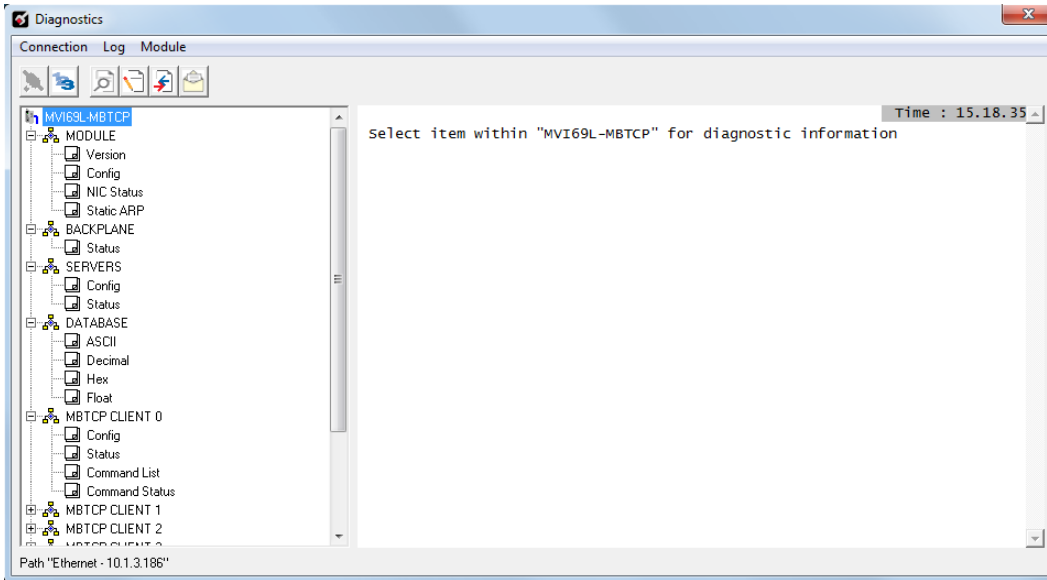 Diagnostics
Connection Log Module
MVI69L-MBTCP
MODULE
Version
Config
NIC Status
Static ARP
BACKPLANE
Status
SERVERS
Config
Status
DATABASE
ASCII
Decimal
Hex
Float
MBTCP CLIENT 0
Config
Status
Command List
Command Status
MBTCP CLIENT 1
MBTCP CLIENT 2
Time : 15.18.35
Select item within "MVI69L-MBTCP" for diagnostic information
Path "Ethernet - 10.1.3.186"